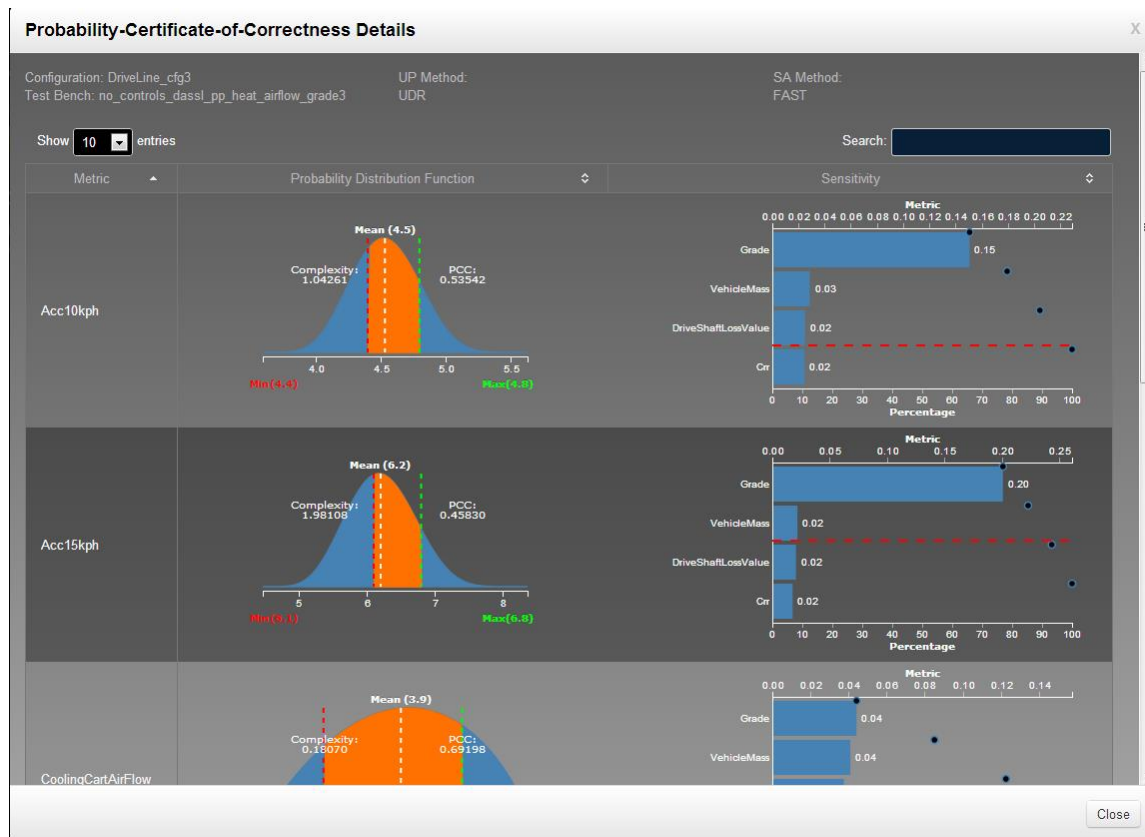 Probability-Certificate-of-Correctness Details
X
Configuration: DriveLine_cfg3
UP Method:
SA Method:
Test Bench: no_controls_dassl_pp_heat_airflow_grade3
UDR
FAST
Show 10 entries
Search:
Metric
Probability Distribution Function
Sensitivity
Acc10kph
Mean (4.5)
Complexity:
1.04261
PCC:
0.53542
4.0 4.5 5.0 5.5
Min(4.4)
Max(4.8)
Metric
0.00 0.02 0.04 0.06 0.08 0.10 0.12 0.14 0.16 0.18 0.20 0.22
Grade
0.15
VehicleMass
0.03
DriveShaftLossValue
0.02
Crr
0.02
0 10 20 30 40 50 60 70 80 90 100
Percentage
Acc15kph
Mean (6.2)
Complexity:
1.98108
PCC:
0.45830
5 6 7 8
Min(6.1)
Max(6.8)
Metric
0.00 0.05 0.10 0.15 0.20 0.25
Grade
0.20
VehicleMass
0.02
DriveShaftLossValue
0.02
Crr
0.02
0 10 20 30 40 50 60 70 80 90 100
Percentage
CoolingCartAirFlow
Mean (3.9)
Complexity:
0.18070
PCC:
0.69198
Metric
0.00 0.02 0.04 0.06 0.08 0.10 0.12 0.14
Grade
0.04
VehicleMass
0.04
Close